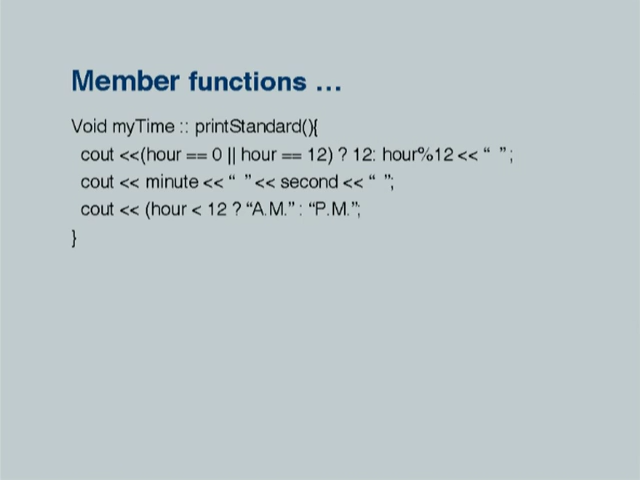 Member functions ...
Void myTime :: printStandard(){
cout <<(hour == 0 || hour == 12) ? 12: hour%12 << “ ” ;
cout << minute << “ ” << second << “ ”;
cout << (hour < 12 ? “A.M.” : “P.M.”;
}